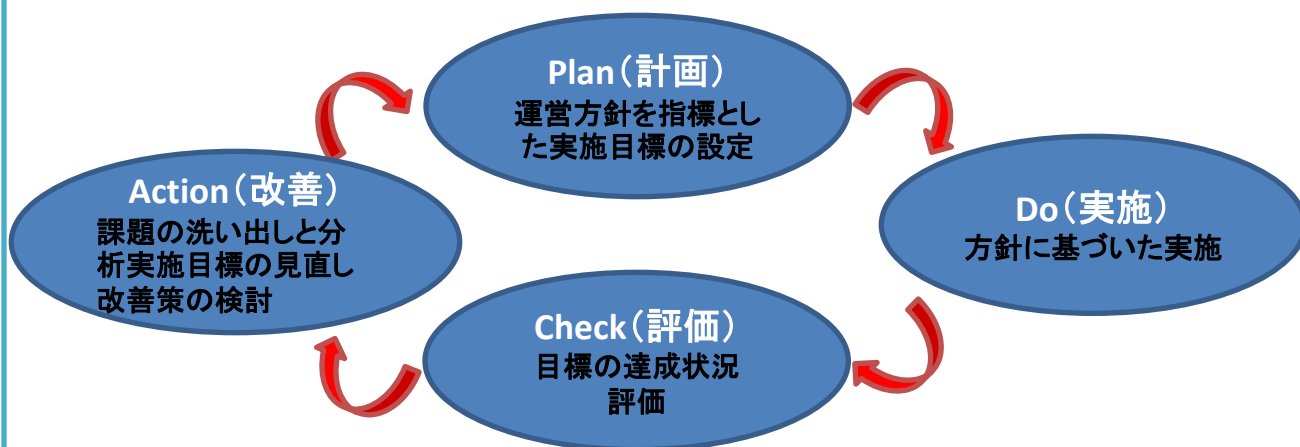 Plan（計画）
運営方針を指標とし
た実施目標の設定
Do（実施）
方針に基づいた実施
Check（評価）
目標の達成状況
評価
Action（改善）
課題の洗い出しと分
析実施目標の見直し
改善策の検討